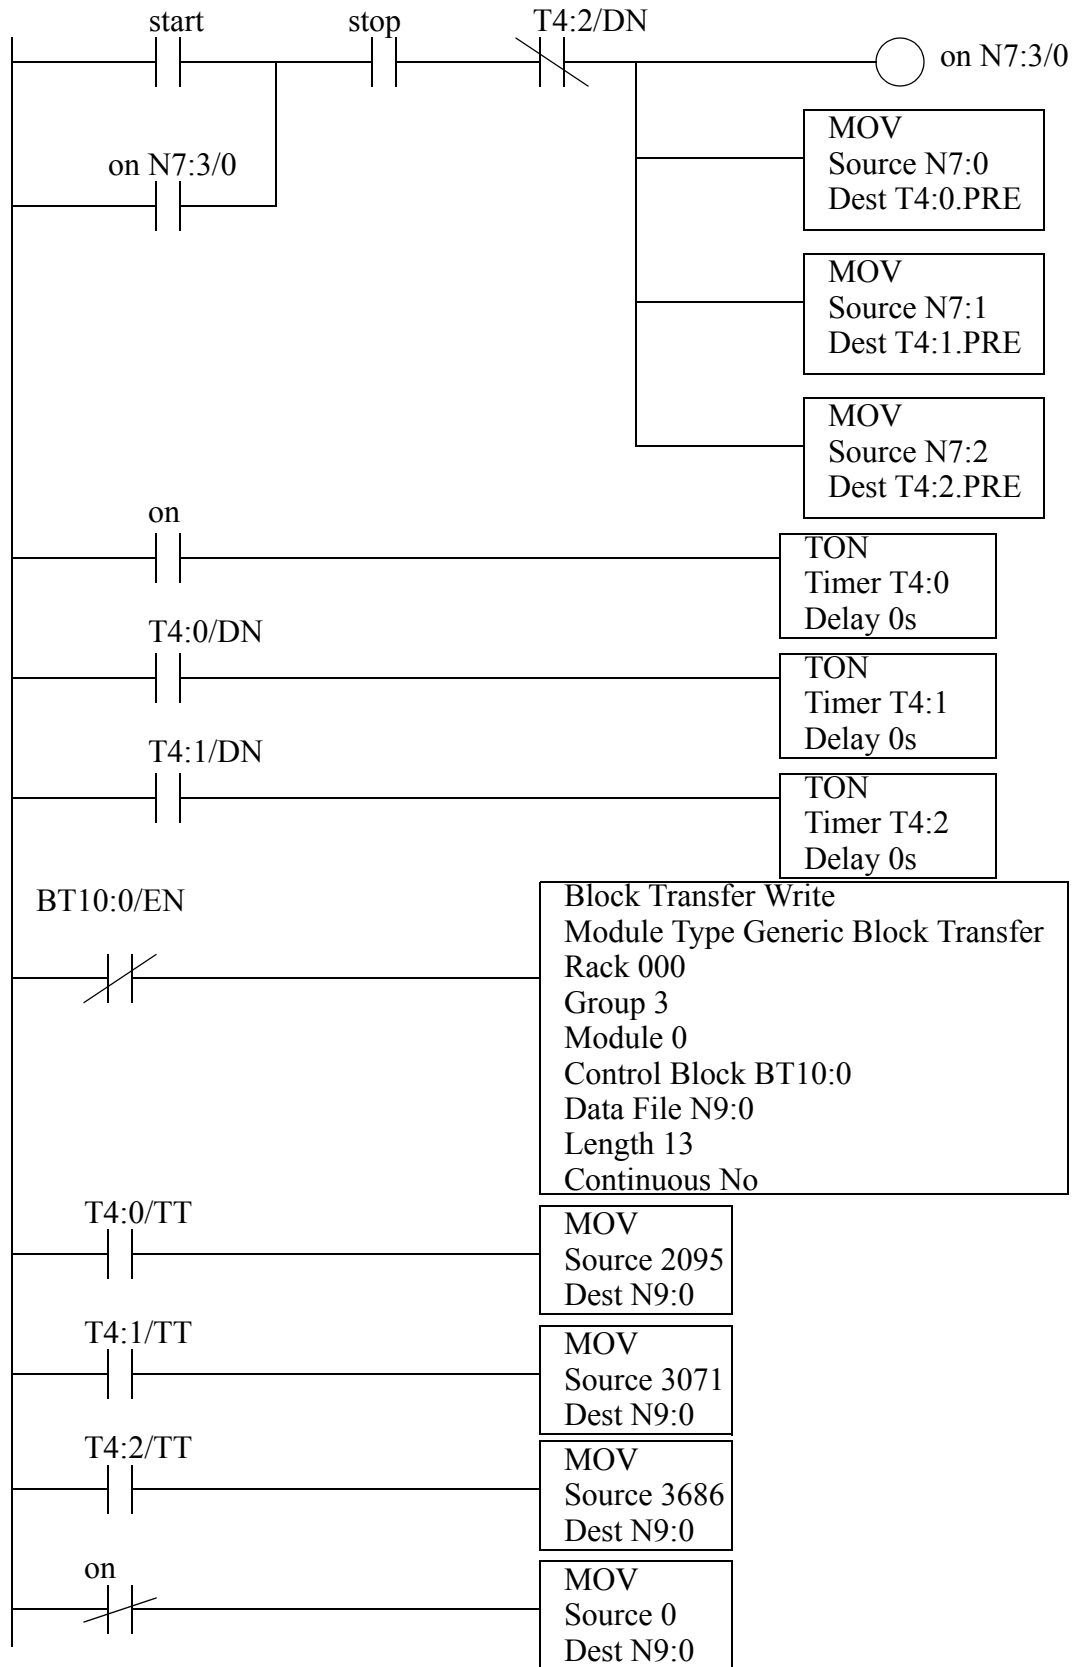 start
stop
T4:2/DN
on N7:3/0
MOV
Source N7:0
Dest T4:0.PRE
on N7:3/0
MOV
Source N7:1
Dest T4:1.PRE
MOV
Source N7:2
Dest T4:2.PRE
on
TON
Timer T4:0
Delay 0s
T4:0/DN
TON
Timer T4:1
Delay 0s
T4:1/DN
TON
Timer T4:2
Delay 0s
BT10:0/EN
Block Transfer Write
Module Type Generic Block Transfer
Rack 000
Group 3
Module 0
Control Block BT10:0
Data File N9:0
Length 13
Continuous No
T4:0/TT
MOV
Source 2095
Dest N9:0
T4:1/TT
MOV
Source 3071
Dest N9:0
T4:2/TT
MOV
Source 3686
Dest N9:0
on
MOV
Source 0
Dest N9:0